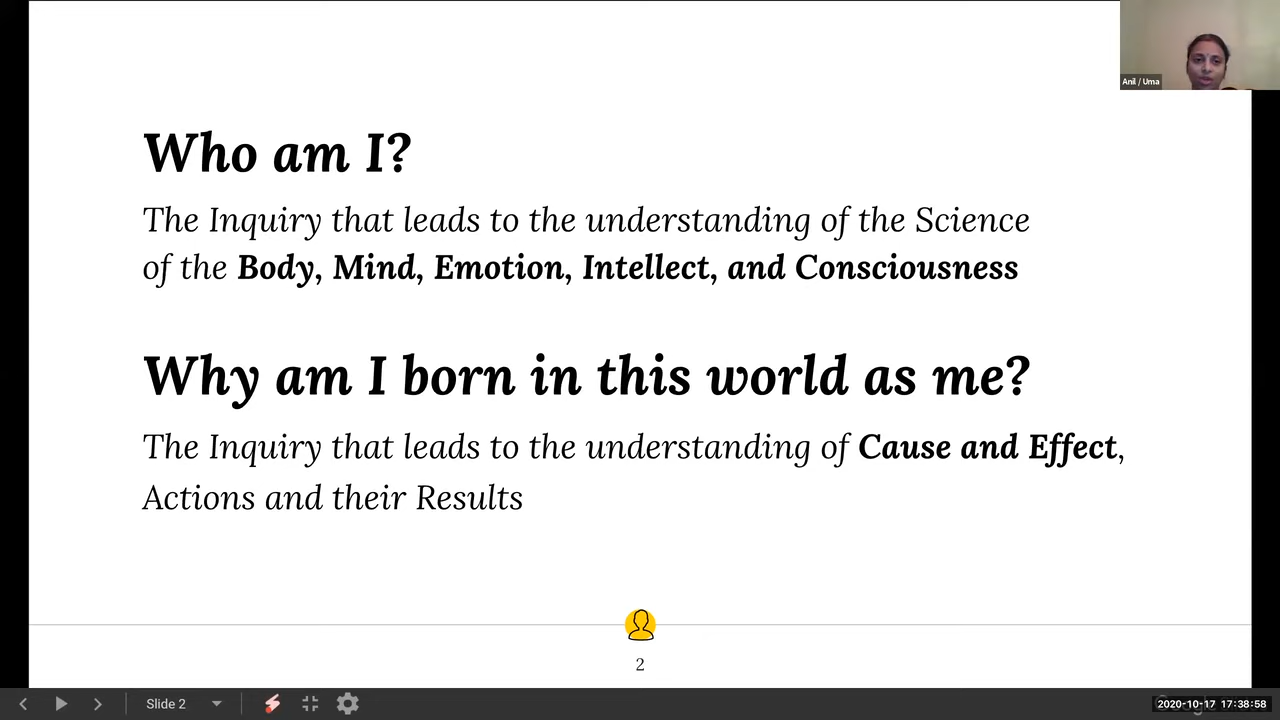 Anil / Uma
Who am I?
The Inquiry that leads to the understanding of the Science
of the Body, Mind, Emotion, Intellect, and Consciousness
Why am I born in this world as me?
The Inquiry that leads to the understanding of Cause and Effect,
Actions and their Results
2
Slide 2
2020-10-17 17:38:58